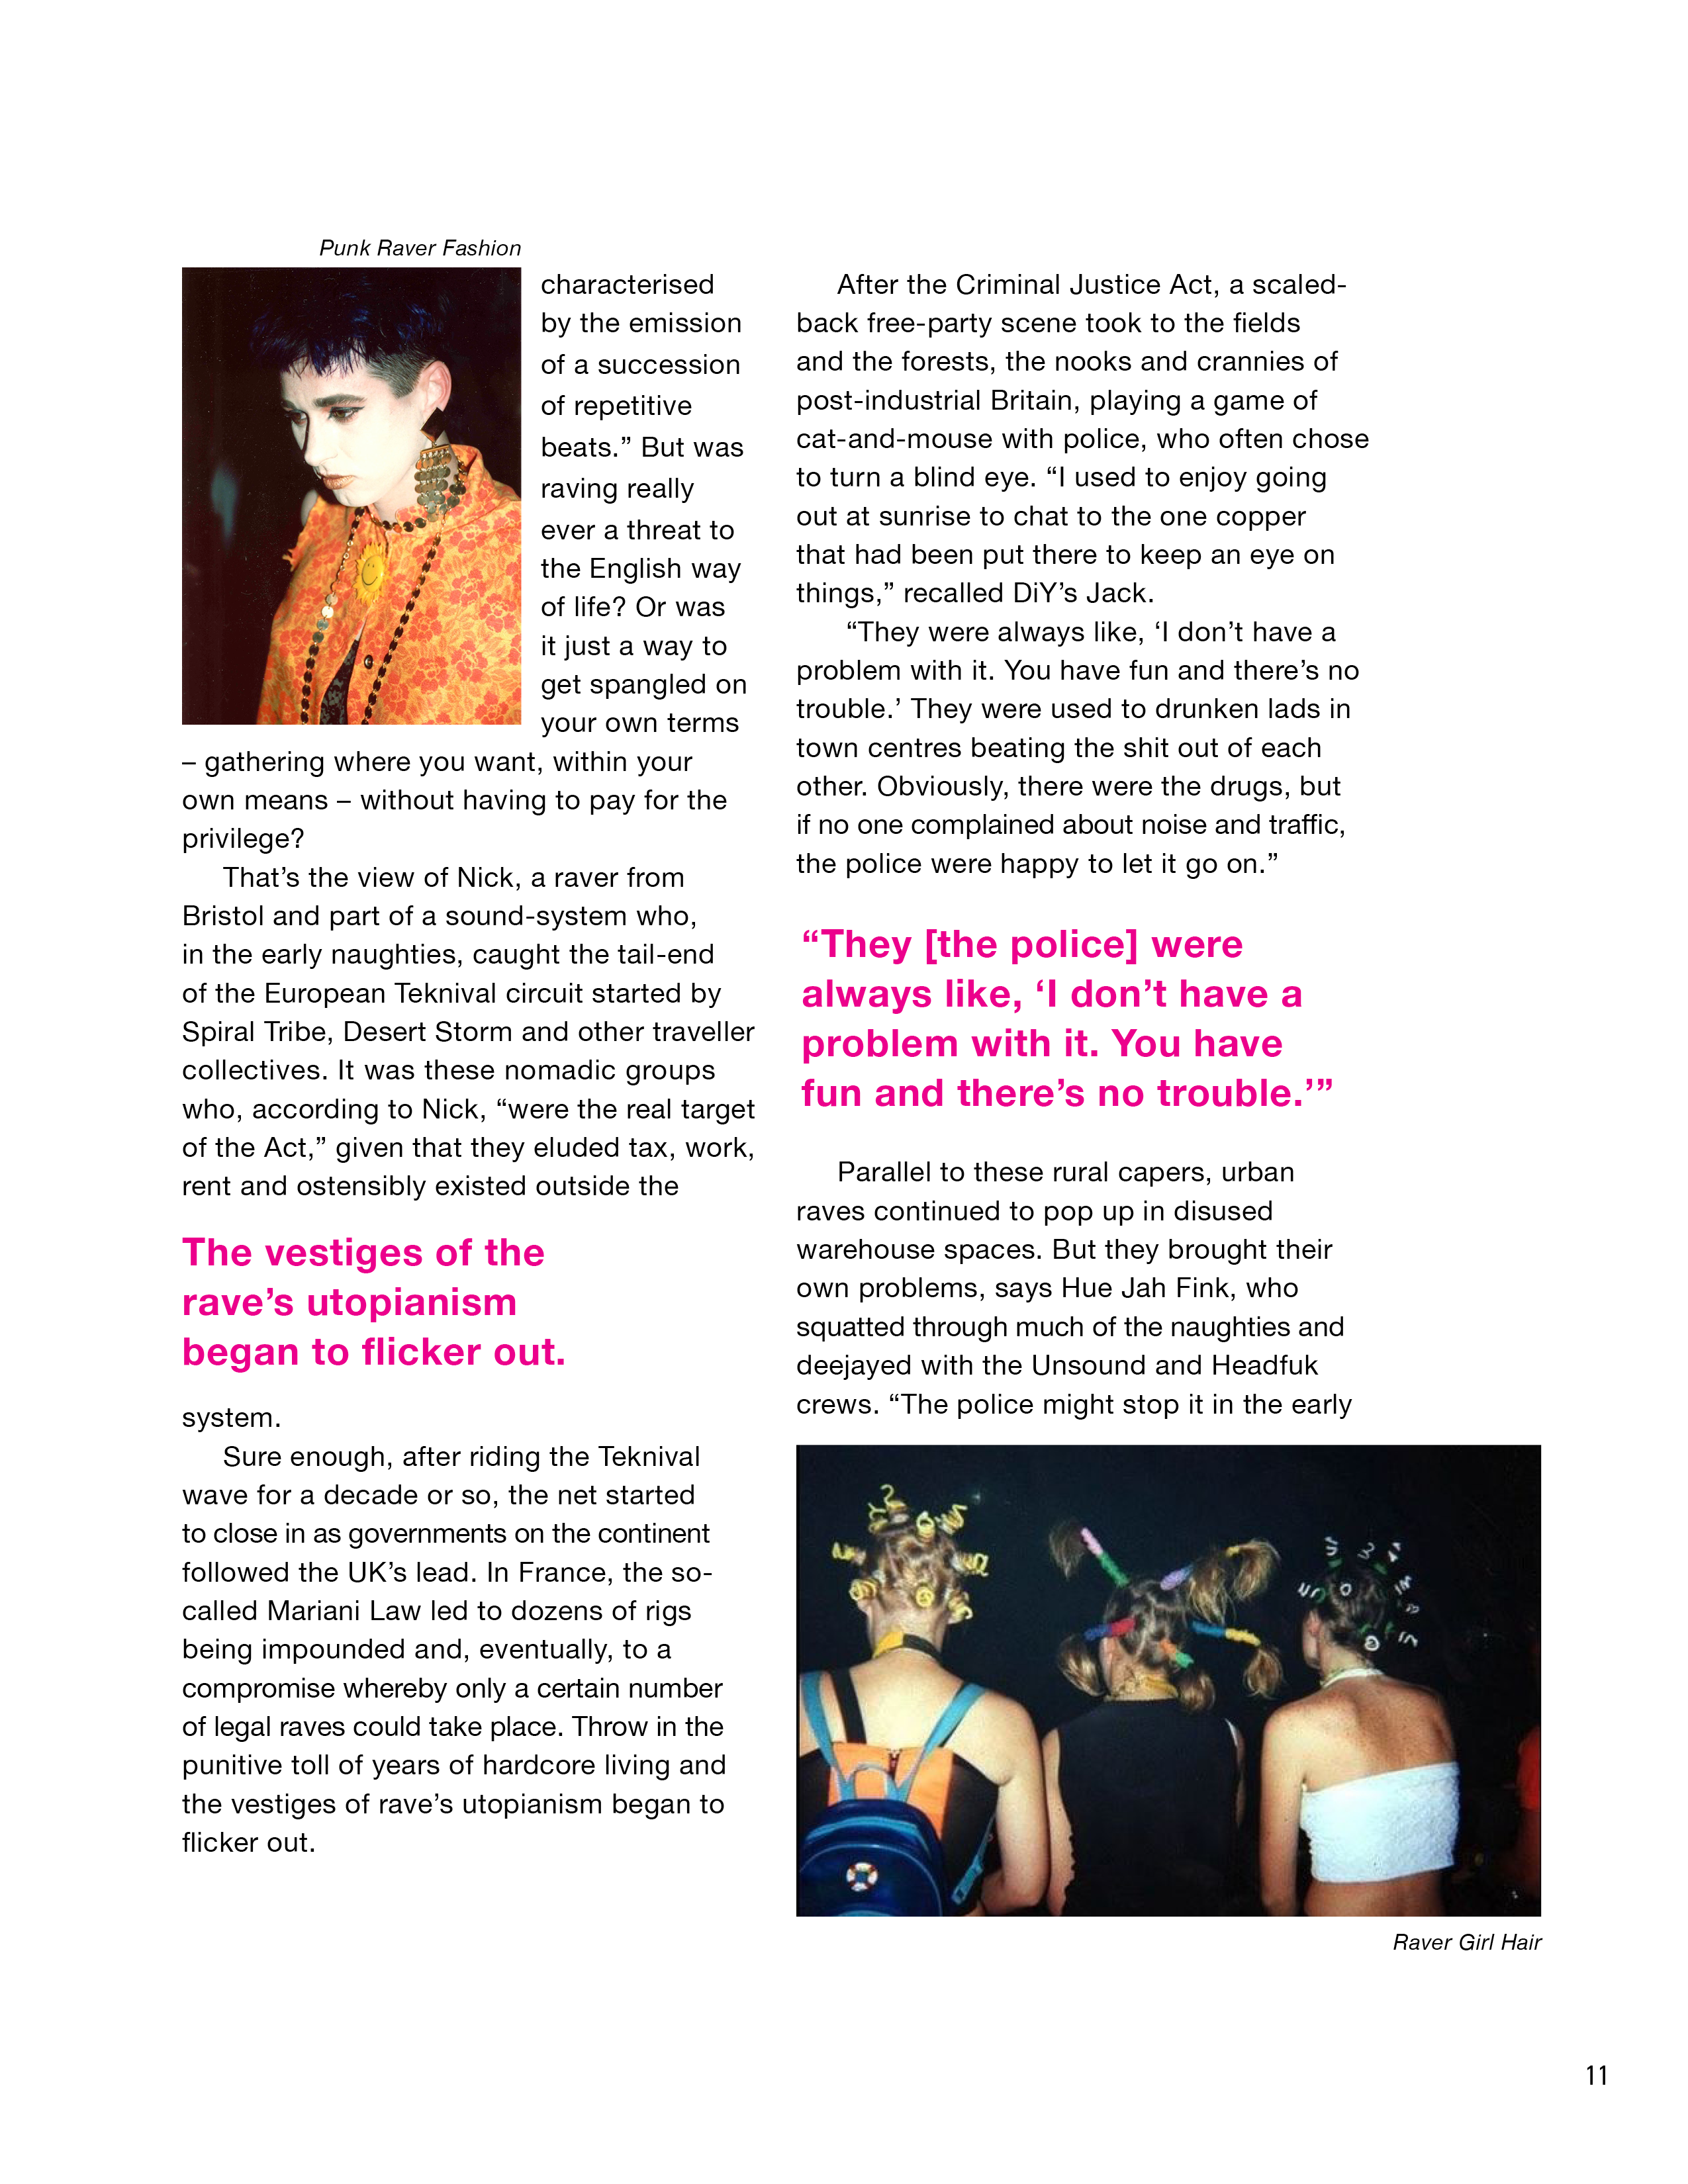 Punk Raver Fashion
characterised
by the emission
of a succession
of repetitive
beats.” But was
raving really
ever a threat to
the English way
of life? Or was
it just a way to
get spangled on
your own terms
– gathering where you want, within your
own means – without having to pay for the
privilege?
That’s the view of Nick, a raver from
Bristol and part of a sound-system who,
in the early naughties, caught the tail-end
of the European Teknival circuit started by
Spiral Tribe, Desert Storm and other traveller
collectives. It was these nomadic groups
who, according to Nick, “were the real target
of the Act,” given that they eluded tax, work,
rent and ostensibly existed outside the
The vestiges of the
rave’s utopianism
began to flicker out.
system.
Sure enough, after riding the Teknival
wave for a decade or so, the net started
to close in as governments on the continent
followed the UK’s lead. In France, the so-
called Mariani Law led to dozens of rigs
being impounded and, eventually, to a
compromise whereby only a certain number
of legal raves could take place. Throw in the
punitive toll of years of hardcore living and
the vestiges of rave’s utopianism began to
flicker out.
After the Criminal Justice Act, a scaled-
back free-party scene took to the fields
and the forests, the nooks and crannies of
post-industrial Britain, playing a game of
cat-and-mouse with police, who often chose
to turn a blind eye. “I used to enjoy going
out at sunrise to chat to the one copper
that had been put there to keep an eye on
things,” recalled DiY’s Jack.
“They were always like, ‘I don’t have a
problem with it. You have fun and there’s no
trouble.’ They were used to drunken lads in
town centres beating the shit out of each
other. Obviously, there were the drugs, but
if no one complained about noise and traffic,
the police were happy to let it go on.”
“They [the police] were
always like, ‘I don’t have a
problem with it. You have
fun and there’s no trouble.’”
Parallel to these rural capers, urban
raves continued to pop up in disused
warehouse spaces. But they brought their
own problems, says Hue Jah Fink, who
squatted through much of the naughties and
deejayed with the Unsound and Headfuk
crews. “The police might stop it in the early
Raver Girl Hair
11